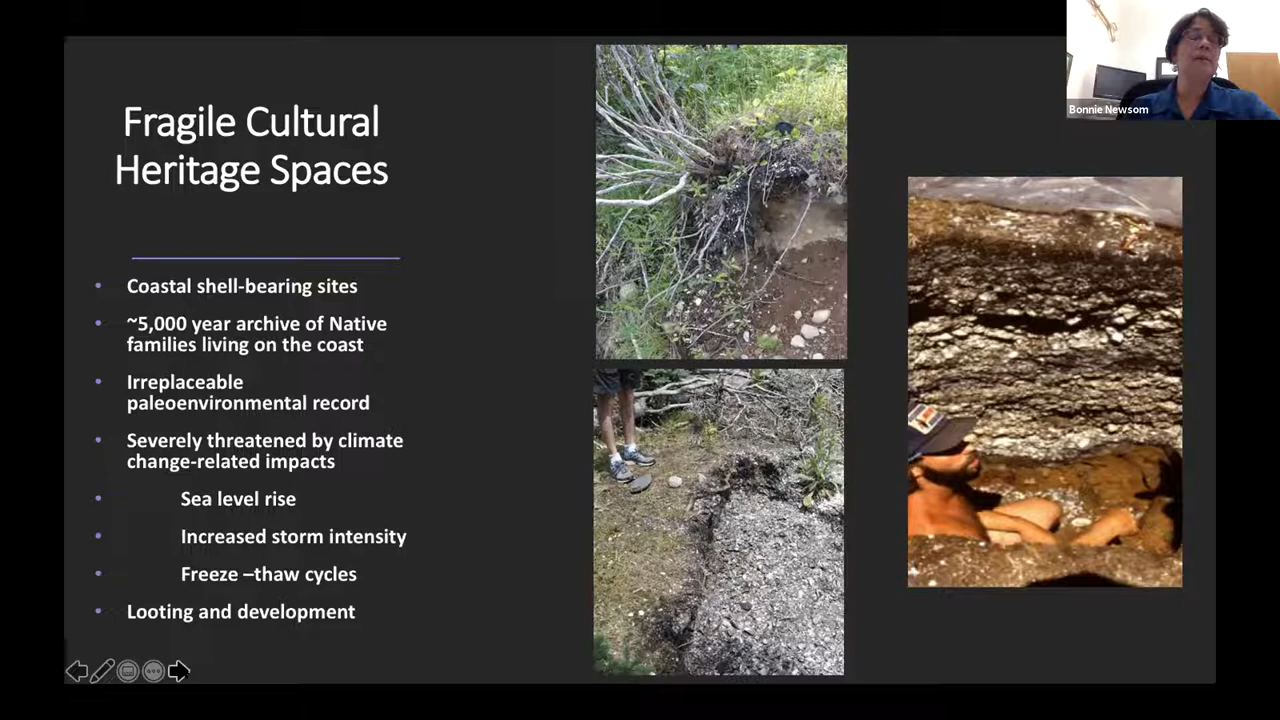 Fragile Cultural
Heritage Spaces
• Coastal shell-bearing sites
• ~5,000 year archive of Native
families living on the coast
• Irreplaceable
paleoenvironmental record
• Severely threatened by climate
change-related impacts
• Sea level rise
• Increased storm intensity
• Freeze –thaw cycles
• Looting and development
Bonnie Newsom